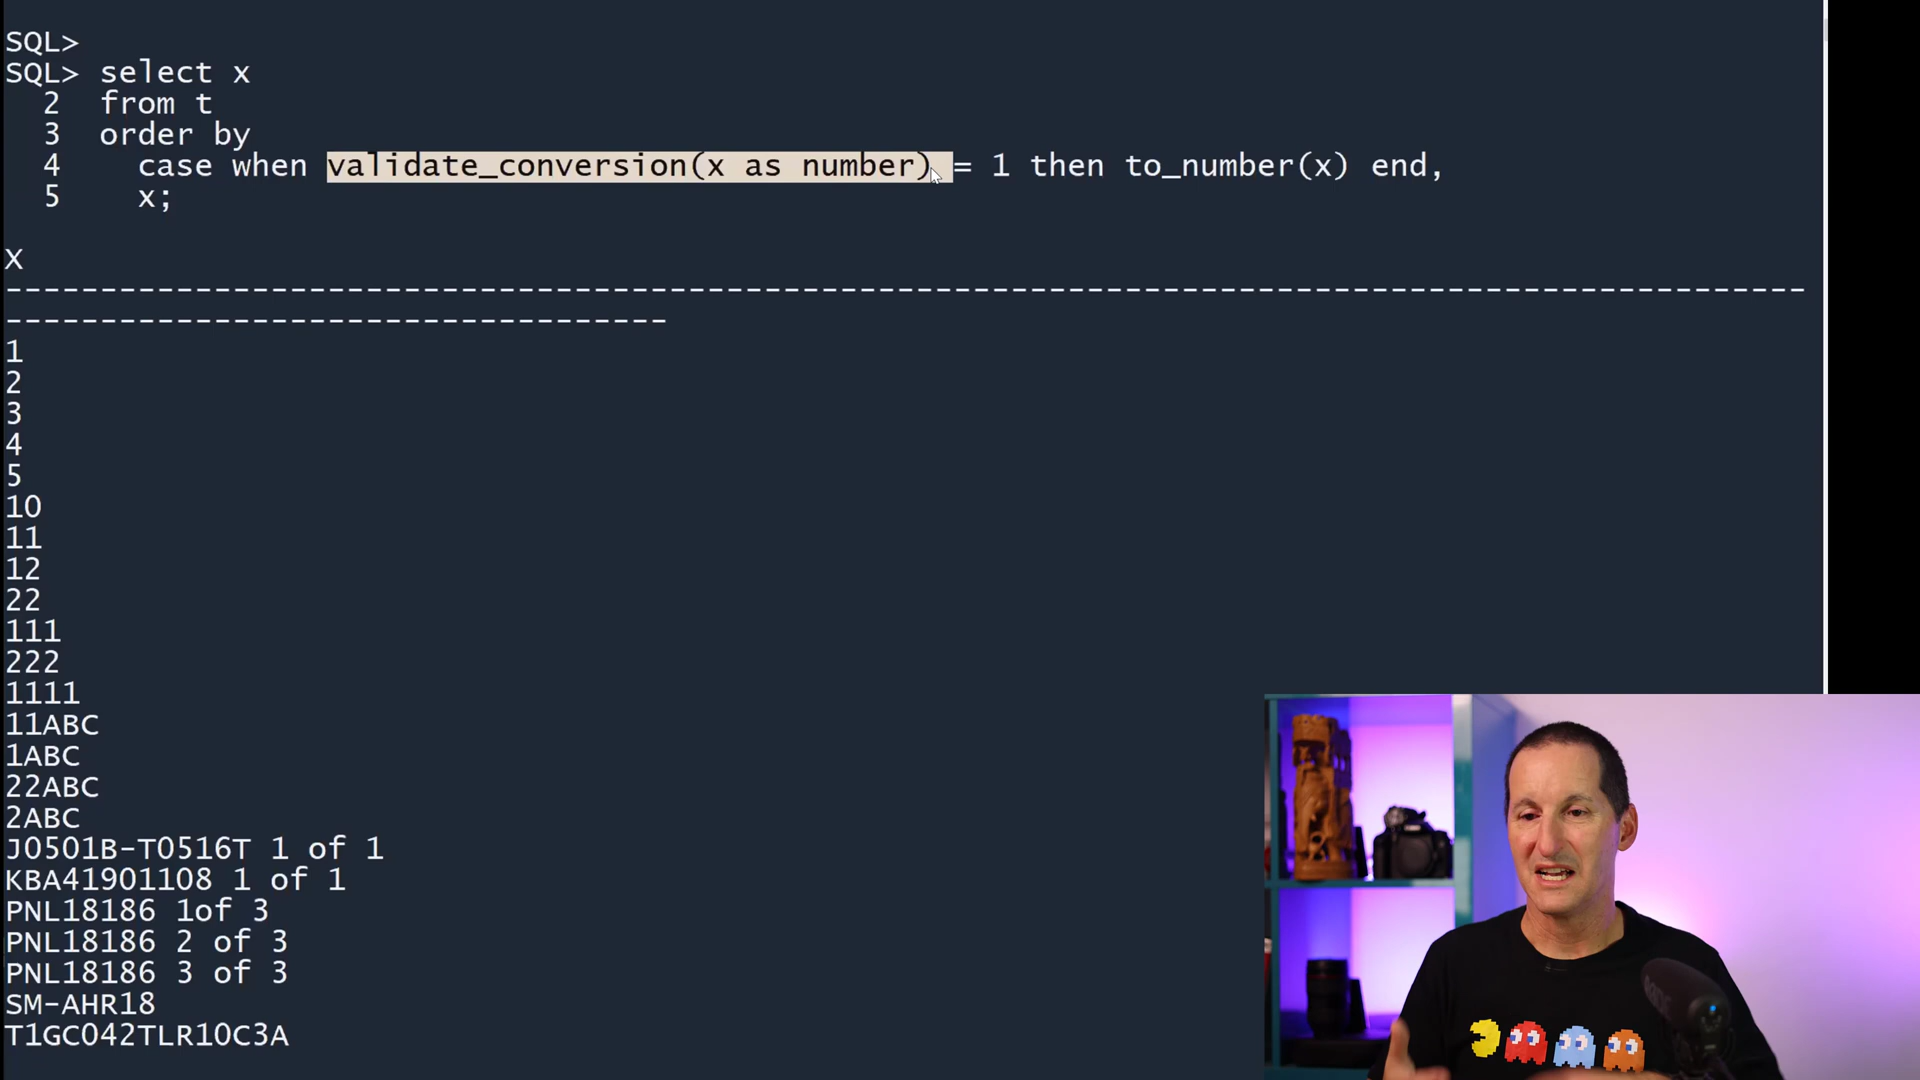 SQL>
SQL> select x
2 from t
3 order by
4 case when validate_conversion(x as number) = 1 then to_number(x) end,
5 x;
X
------------------------------------------------------------------------------------------------
-----------------------------------
1
2
3
4
5
10
11
12
22
111
222
1111
11ABC
1ABC
22ABC
2ABC
J0501B-T0516T 1 of 1
KBA41901108 1 of 1
PNL18186 1of 3
PNL18186 2 of 3
PNL18186 3 of 3
SM-AHR18
T1GC042TLR10C3A